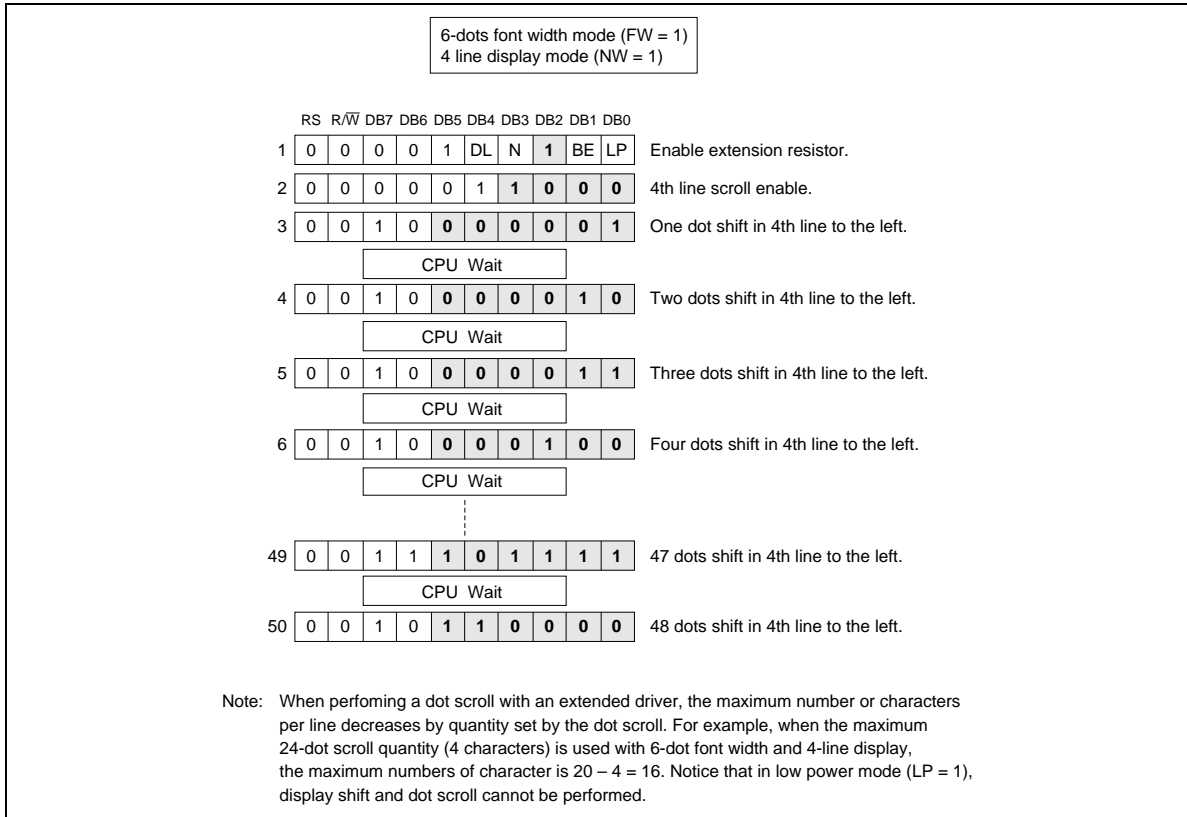 6-dots font width mode (FW = 1)
4 line display mode (NW = 1)
RS R/W̅ DB7 DB6 DB5 DB4 DB3 DB2 DB1 DB0
1 0 0 0 0 1 DL N 1 BE LP Enable extension resistor.
2 0 0 0 0 0 1 1 0 0 0 4th line scroll enable.
3 0 0 1 0 0 0 0 0 0 1 One dot shift in 4th line to the left.
CPU Wait
4 0 0 1 0 0 0 0 0 1 0 Two dots shift in 4th line to the left.
CPU Wait
5 0 0 1 0 0 0 0 0 1 1 Three dots shift in 4th line to the left.
CPU Wait
6 0 0 1 0 0 0 0 1 0 0 Four dots shift in 4th line to the left.
CPU Wait
49 0 0 1 1 1 0 1 1 1 1 47 dots shift in 4th line to the left.
CPU Wait
50 0 0 1 0 1 1 0 0 0 0 48 dots shift in 4th line to the left.
Note: When perfoming a dot scroll with an extended driver, the maximum number or characters
per line decreases by quantity set by the dot scroll. For example, when the maximum
24-dot scroll quantity (4 characters) is used with 6-dot font width and 4-line display,
the maximum numbers of character is 20 – 4 = 16. Notice that in low power mode (LP = 1),
display shift and dot scroll cannot be performed.